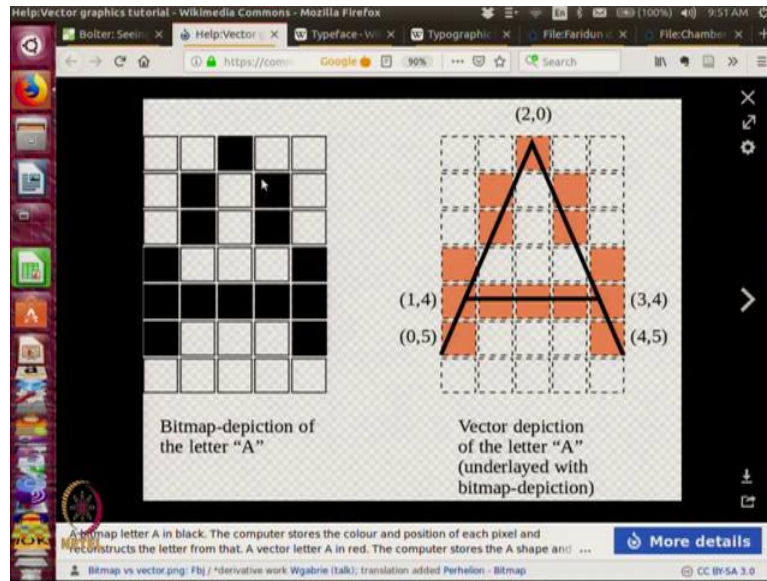 Help:Vector graphics tutorial - Wikimedia Commons - Mozilla Firefox
En
(100%)
9:51 AM
Bolter: Seein
Help:Vector g
Typeface - Wi
Typographic
File:Faridun
File:Chamber
https://com
Google
90%
Search
(2,0)
(1,4)
(3,4)
(0,5)
(4,5)
Bitmap-depiction of
the letter “A”
Vector depiction
of the letter “A”
(underlayed with
bitmap-depiction)
A bitmap letter A in black. The computer stores the colour and position of each pixel and
reconstructs the letter from that. A vector letter A in red. The computer stores the A shape and ...
More details
Bitmap vs vector.png: Fbj / *derivative work Wgabrie (talk); translation added Perhelion - Bitmap
CC BY-SA 3.0